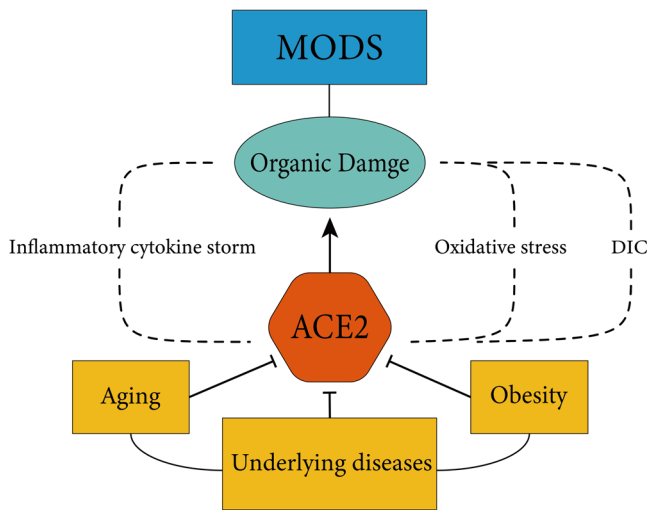 MODS
Organic Damge
Inflammatory cytokine storm
Oxidative stress
DIC
ACE2
Aging
Obesity
Underlying diseases